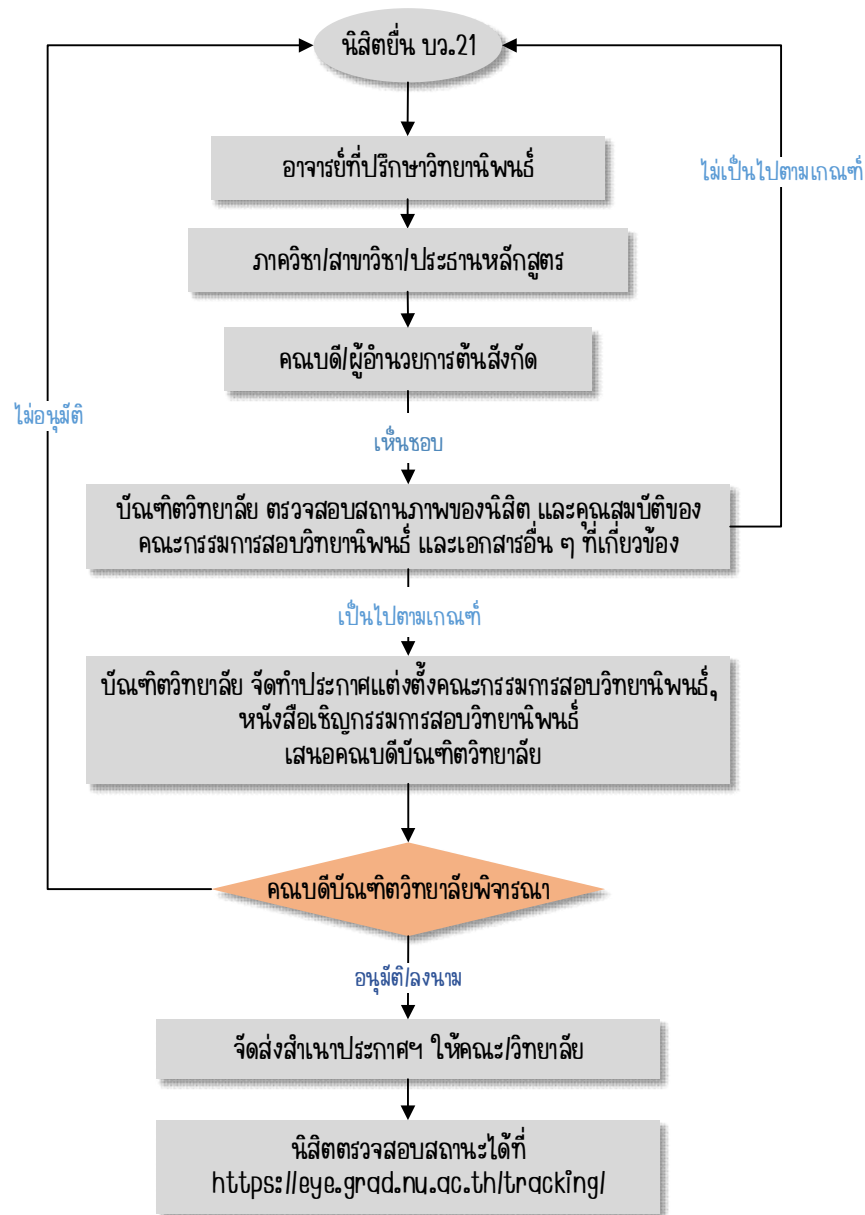 นิสิตยื่น บว.21
อาจารย์ที่ปรึกษาวิทยานิพนธ์
ไม่เป็นไปตามเกณฑ์
ภาควิชา/สาขาวิชา/ประธานหลักสูตร
คณบดี/ผู้อำนวยการต้นสังกัด
ไม่อนุมัติ
เห็นชอบ
บัณฑิตวิทยาลัย ตรวจสอบสถานภาพของนิสิต และคุณสมบัติของ
คณะกรรมการสอบวิทยานิพนธ์ และเอกสารอื่น ๆ ที่เกี่ยวข้อง
เป็นไปตามเกณฑ์
บัณฑิตวิทยาลัย จัดทำประกาศแต่งตั้งคณะกรรมการสอบวิทยานิพนธ์,
หนังสือเชิญกรรมการสอบวิทยานิพนธ์
เสนอคณบดีบัณฑิตวิทยาลัย
คณบดีบัณฑิตวิทยาลัยพิจารณา
อนุมัติ/ลงนาม
จัดส่งสำเนาประกาศฯ ให้คณะ/วิทยาลัย
นิสิตตรวจสอบสถานะได้ที่
https://eye.grad.nu.ac.th/tracking/